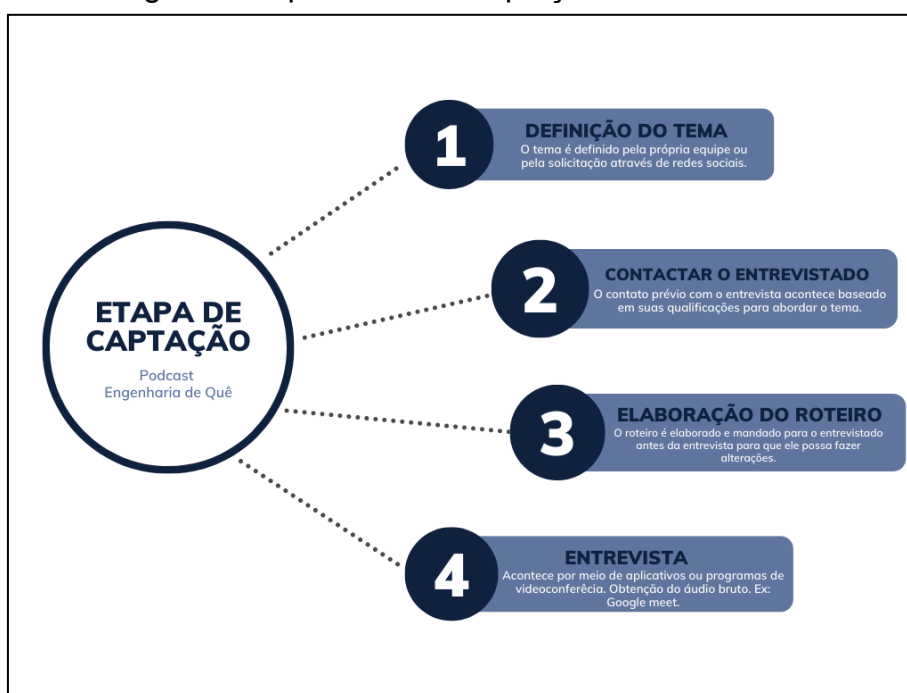 ETAPA DE
CAPTAÇÃO
Podcast
Engenharia de Quê
1
DEFINIÇÃO DO TEMA
O tema é definido pela própria equipe ou
pela solicitação através de redes sociais.
2
CONTACTAR O ENTREVISTADO
O contato prévio com o entrevista acontece baseado
em suas qualificações para abordar o tema.
3
ELABORAÇÃO DO ROTEIRO
O roteiro é elaborado e mandado para o entrevistado
antes da entrevista para que ele possa fazer
alterações.
4
ENTREVISTA
Acontece por meio de aplicativos ou programas de
videoconferêcia. Obtenção do áudio bruto. Ex:
Google meet.